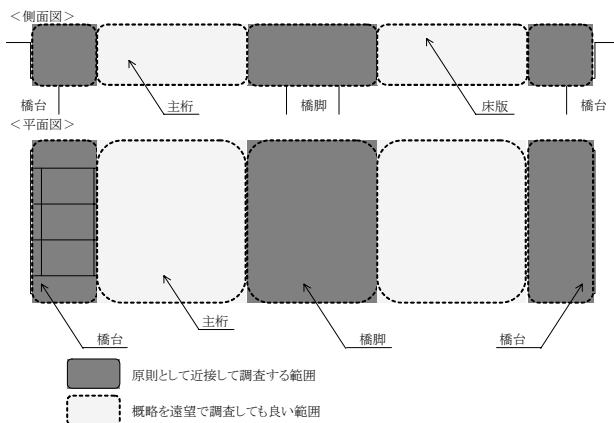 <側面図>
橋台
主桁
橋脚
床版
橋台
<平面図>
橋台
主桁
橋脚
橋台
原則として近接して調査する範囲
概略を遠望で調査しても良い範囲